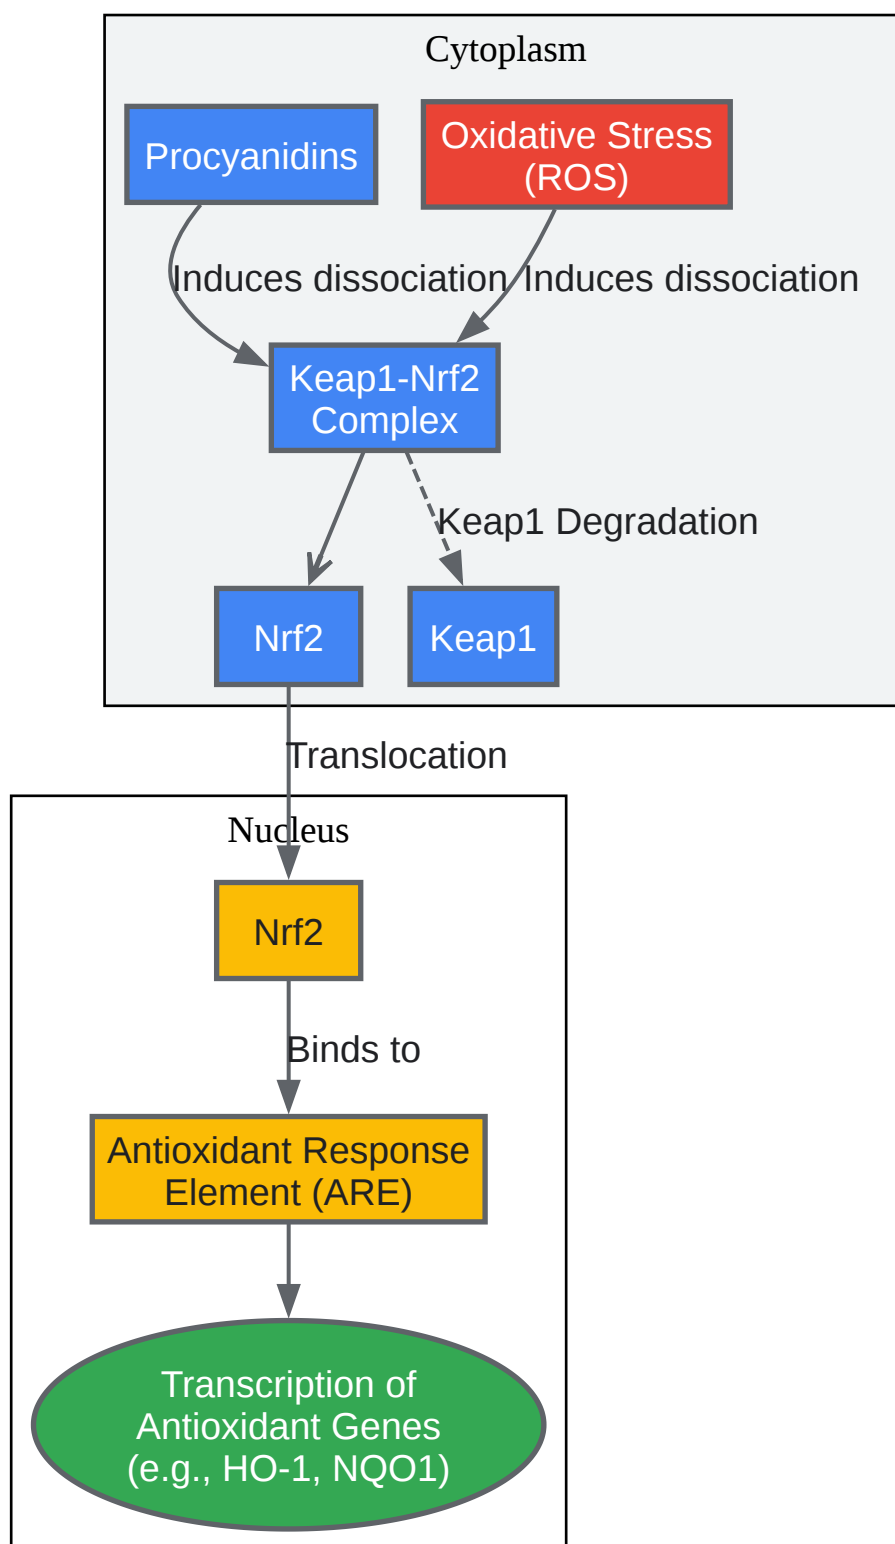 Cytoplasm
Procyanidins
Oxidative Stress
(ROS)
Induces dissociation
Induces dissociation
Keap1-Nrf2
Complex
Keap1 Degradation
Nrf2
Keap1
Translocation
Nucleus
Nrf2
Binds to
Antioxidant Response
Element (ARE)
Transcription of
Antioxidant Genes
(e.g., HO-1, NQO1)